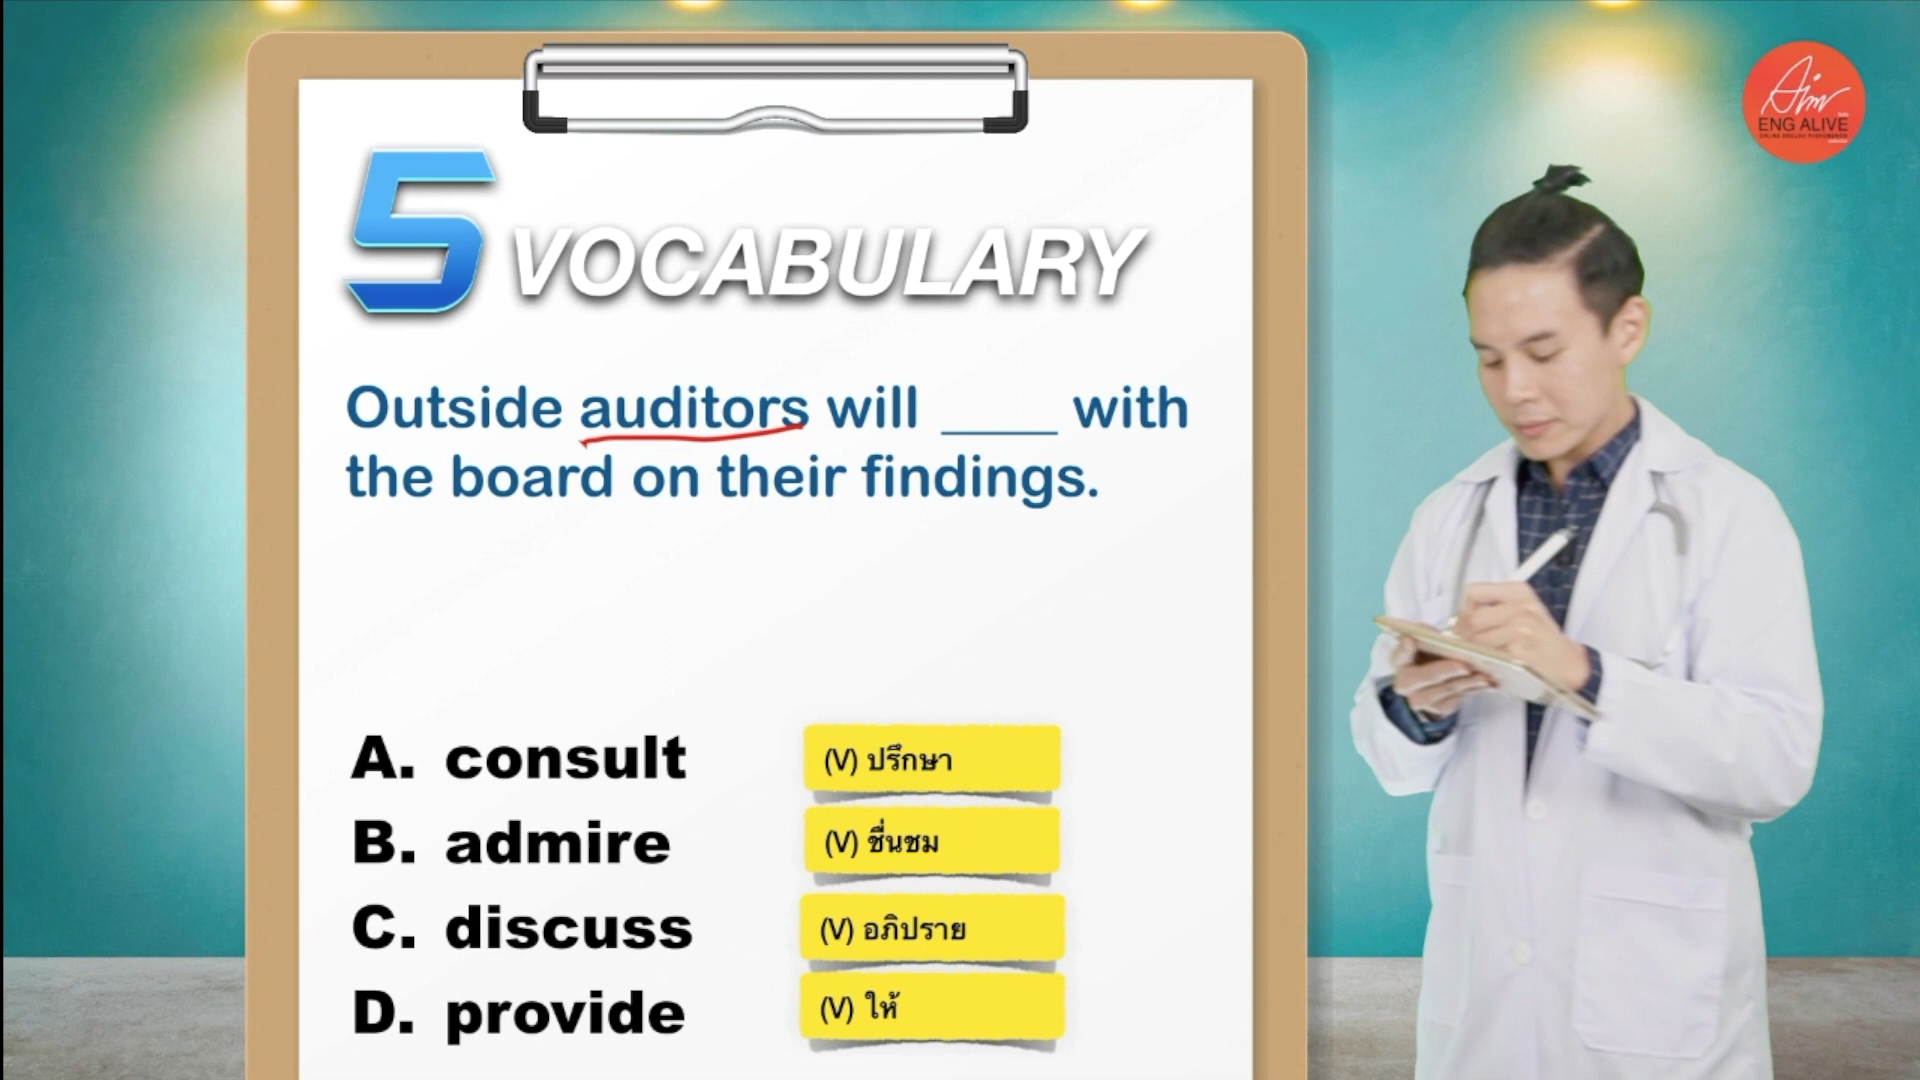 Aim
ENG ALIVE
5 VOCABULARY
Outside auditors will ____ with
the board on their findings.
A. consult (V) ปรึกษา
B. admire (V) ชื่นชม
C. discuss (V) อภิปราย
D. provide (V) ให้